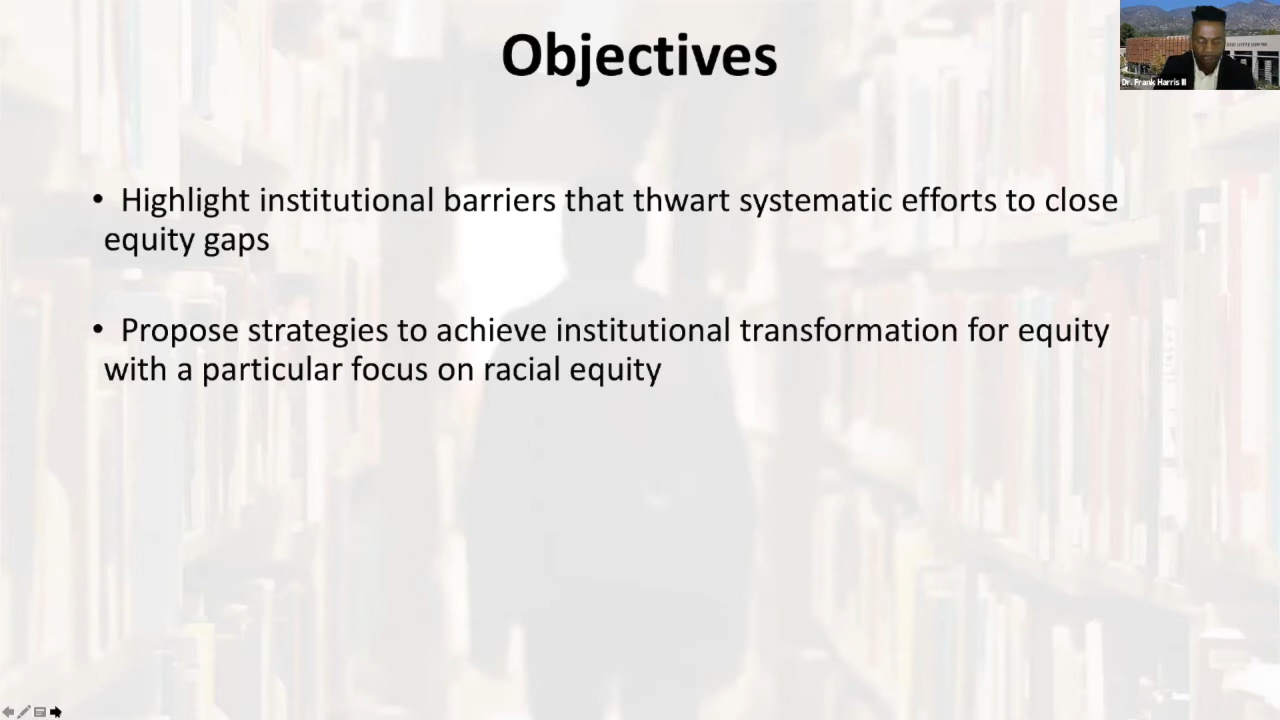 Objectives
Dr. Frank Harris III
• Highlight institutional barriers that thwart systematic efforts to close
equity gaps
• Propose strategies to achieve institutional transformation for equity
with a particular focus on racial equity